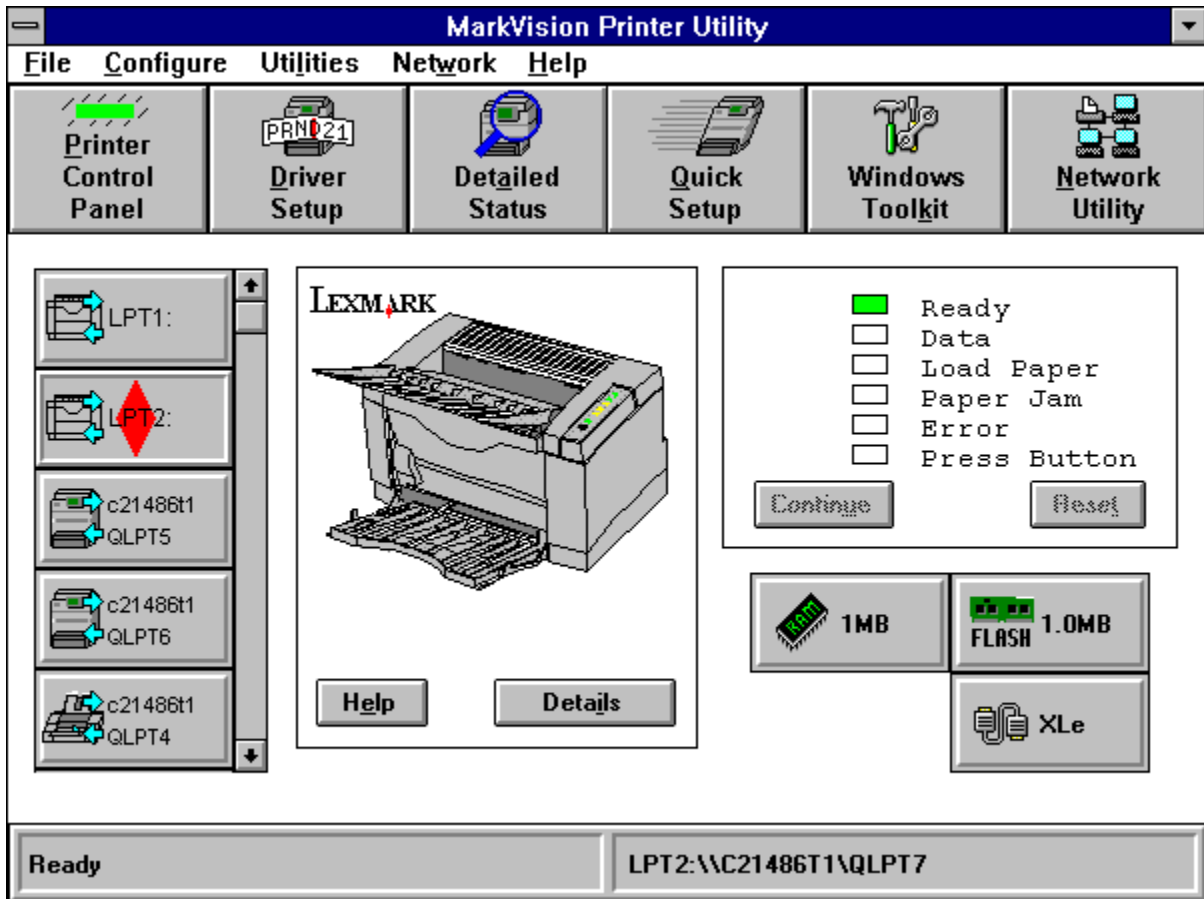 MarkVision Printer Utility
File Configure Utilities Network Help
Printer Control Panel
PRND21
Driver Setup
Detailed Status
Quick Setup
Windows Toolkit
Network Utility
LPT1:
LPT2:
c21486t1
QLPT5
c21486t1
QLPT6
c21486t1
QLPT4
LEXMARK
Help
Details
Ready
Data
Load Paper
Paper Jam
Error
Press Button
Continue
Reset
RAM 1MB
FLASH 1.0MB
XLe
Ready
LPT2:\\C21486T1\QLPT7